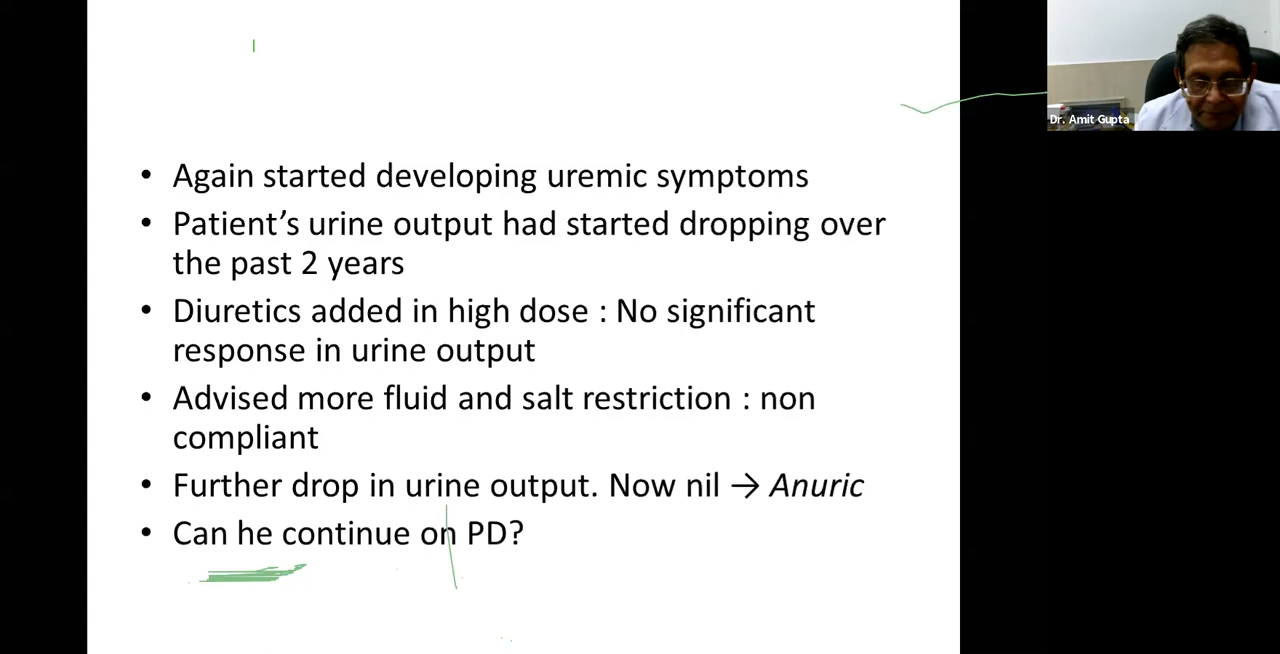 Dr. Amit Gupta
• Again started developing uremic symptoms
• Patient’s urine output had started dropping over
the past 2 years
• Diuretics added in high dose : No significant
response in urine output
• Advised more fluid and salt restriction : non
compliant
• Further drop in urine output. Now nil → Anuric
• Can he continue on PD?